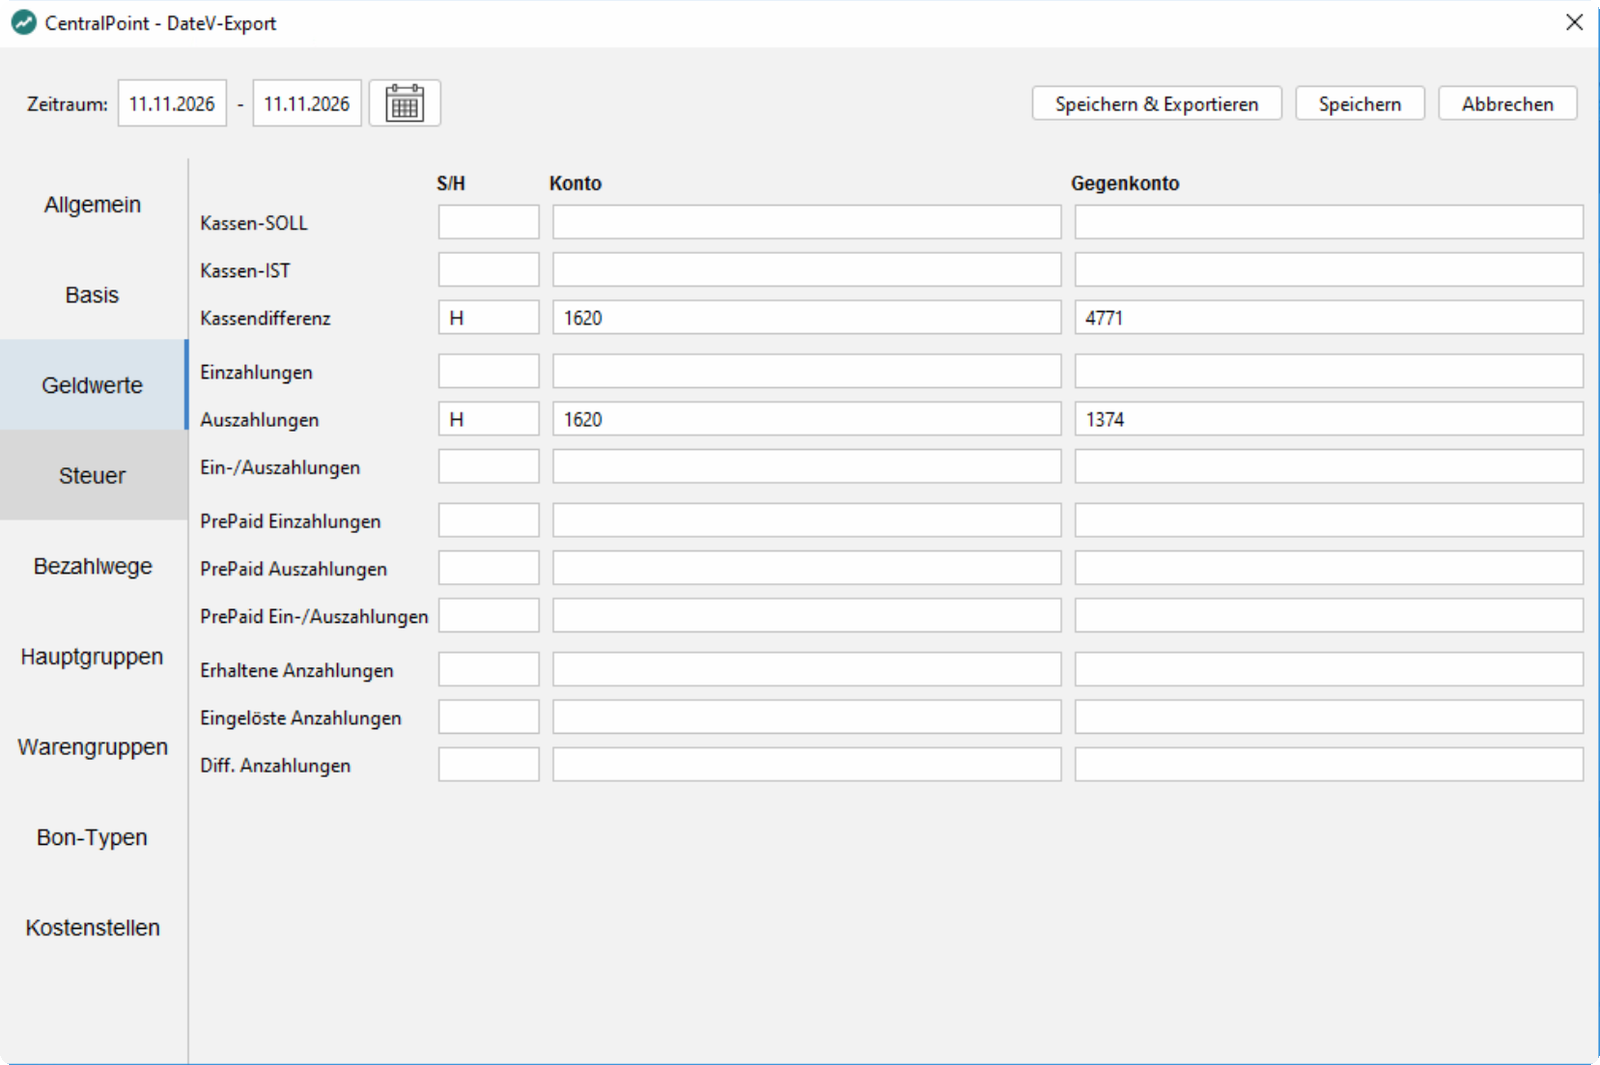 CentralPoint - DateV-Export
Zeitraum: 11.11.2026 - 11.11.2026 Speichern & Exportieren Speichern Abbrechen
Allgemein
Basis
Geldwerte
Steuer
Bezahlwege
Hauptgruppen
Warengruppen
Bon-Typen
Kostenstellen
S/H Konto Gegenkonto
Kassen-SOLL
Kassen-IST
Kassendifferenz H 1620 4771
Einzahlungen
Auszahlungen H 1620 1374
Ein-/Auszahlungen
PrePaid Einzahlungen
PrePaid Auszahlungen
PrePaid Ein-/Auszahlungen
Erhaltene Anzahlungen
Eingelöste Anzahlungen
Diff. Anzahlungen